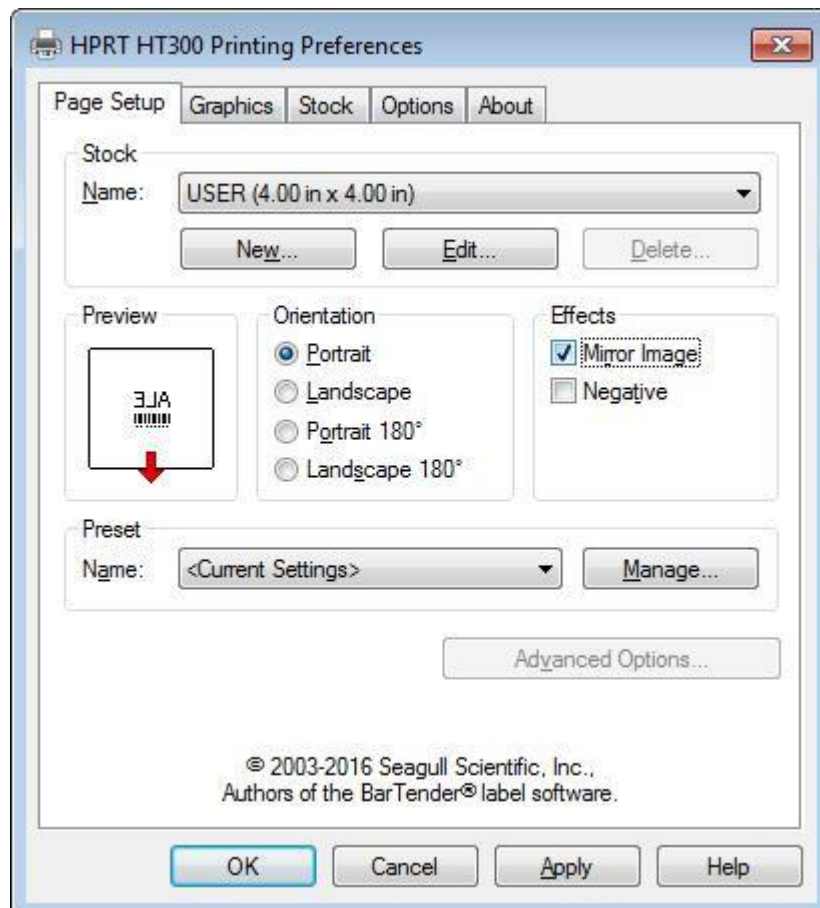 HPRT HT300 Printing Preferences
Page Setup Graphics Stock Options About
Stock
Name: USER (4.00 in x 4.00 in)
New... Edit... Delete...
Preview Orientation Effects
ALE
Portrait Mirror Image
Landscape Negative
Portrait 180°
Landscape 180°
Preset
Name: <Current Settings> Manage...
Advanced Options...
© 2003-2016 Seagull Scientific, Inc.,
Authors of the BarTender® label software.
OK Cancel Apply Help